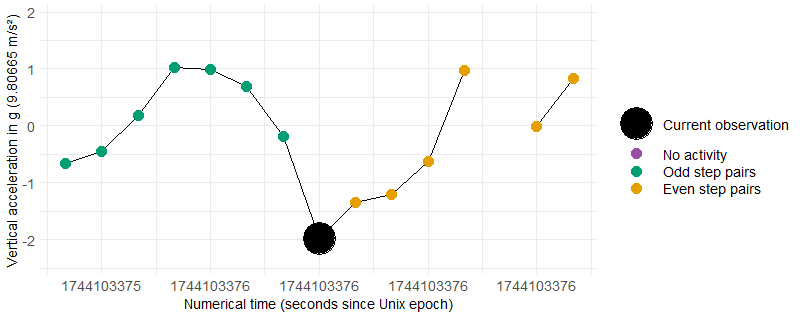 Vertical acceleration in g (9.80665 m/s²)
2
1
0
-1
-2
1744103375
1744103376
1744103376
1744103376
1744103376
Numerical time (seconds since Unix epoch)
Current observation
No activity
Odd step pairs
Even step pairs